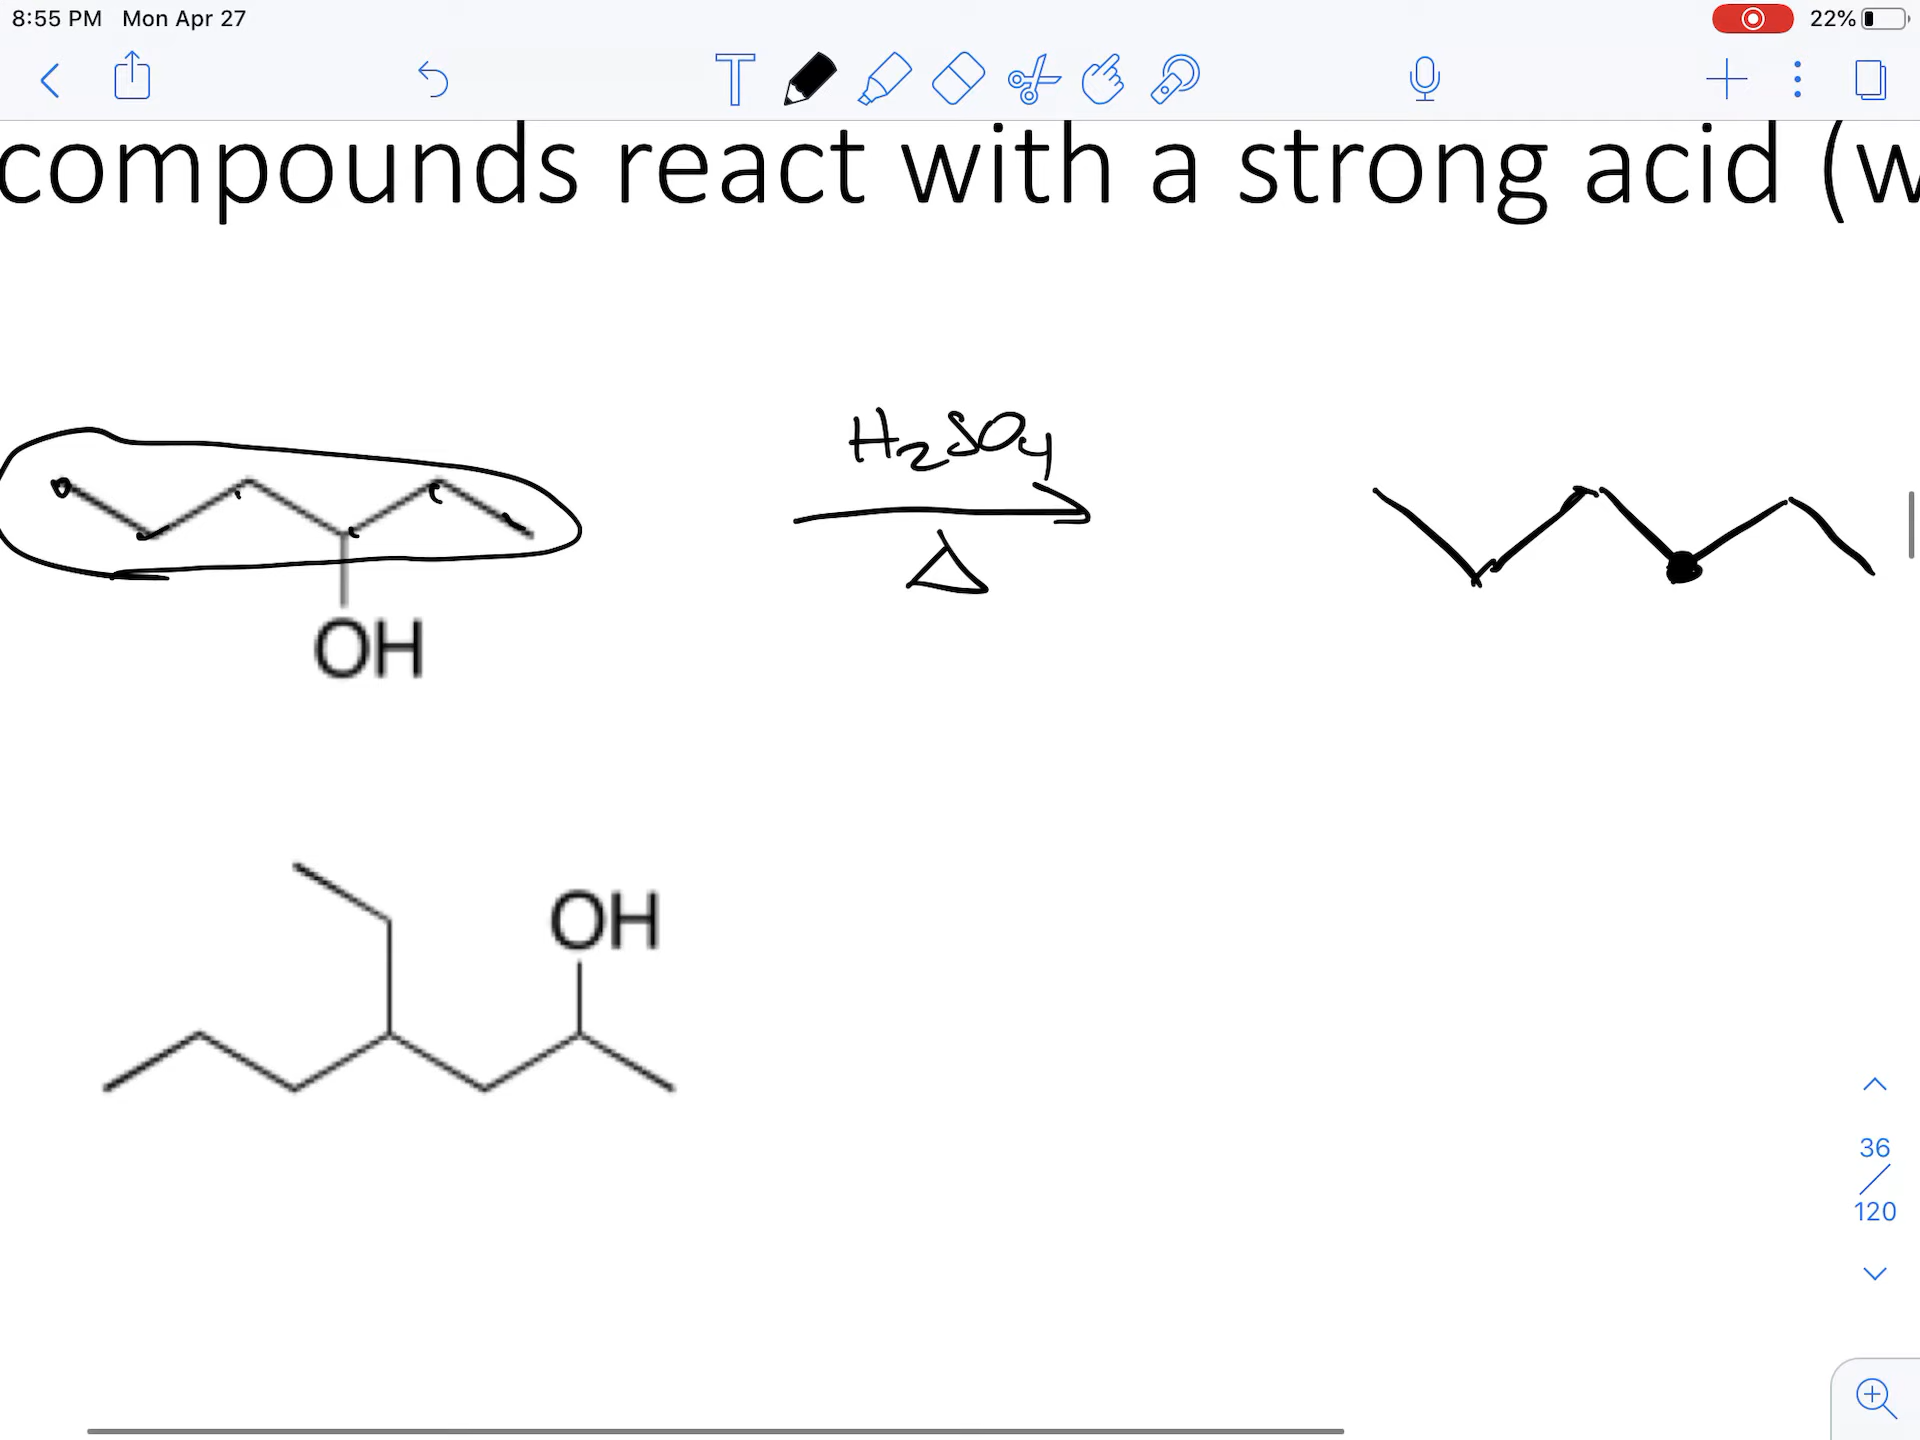 8:55 PM Mon Apr 27
22%
T
compounds react with a strong acid (w
H2SO4
Δ
OH
OH
36
120